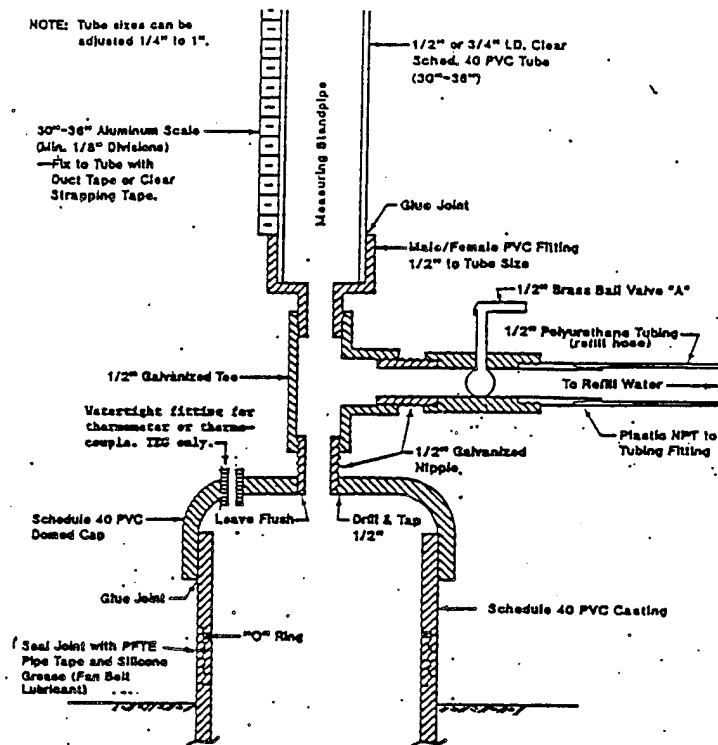 NOTE: Tube sizes can be
adjusted 1/4" to 1".
1/2" or 3/4" I.D. Clear
Sched. 40 PVC Tube
(30"-36")
30"-36" Aluminum Scale
(Min. 1/8" Divisions)
—Fix to Tube with
Duct Tape or Clear
Strapping Tape.
Measuring Standpipe
Glue Joint
Male/Female PVC Fitting
1/2" to Tube Size
1/2" Brass Ball Valve "A"
1/2" Polyurethane Tubing
(refill hose)
1/2" Galvanized Tee
To Refill Water
Watertight fitting for
thermometer or thermo-
couple. TEG only.
Plastic NPT to
Tubing Fitting
1/2" Galvanized
Nipple
Schedule 40 PVC
Domed Cap
Leave Flush
Drill & Tap
1/2"
Glue Joint
Schedule 40 PVC Casting
"O" Ring
Seal Joint with PFTE
Pipe Tape and Silicone
Grease (Fan Belt
Lubricant)